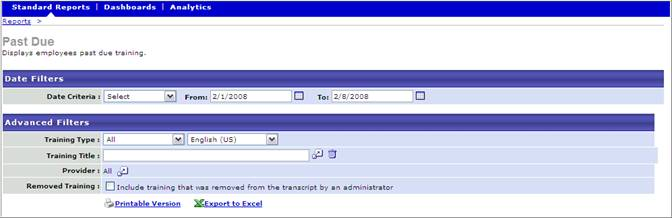 Standard Reports | Dashboards | Analytics
Reports >
Past Due
Displays employees past due training.
Date Filters
Date Criteria : Select From: 2/1/2008 To: 2/8/2008
Advanced Filters
Training Type : All English (US)
Training Title :
Provider : All
Removed Training : Include training that was removed from the transcript by an administrator
Printable Version Export to Excel